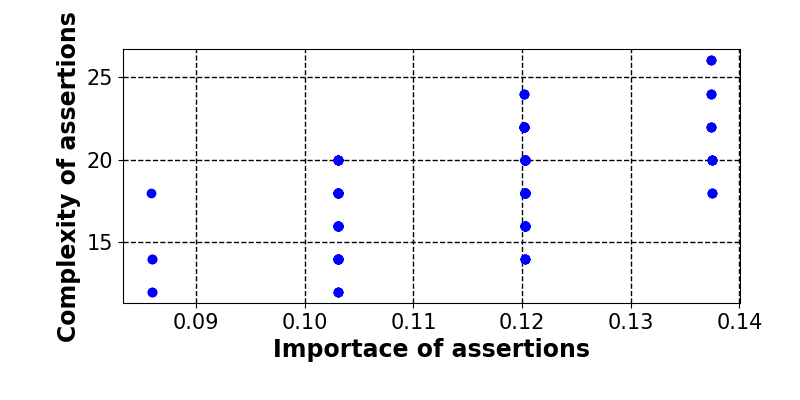 Complexity of assertions
25
20
15
0.09 0.10 0.11 0.12 0.13 0.14
Importace of assertions